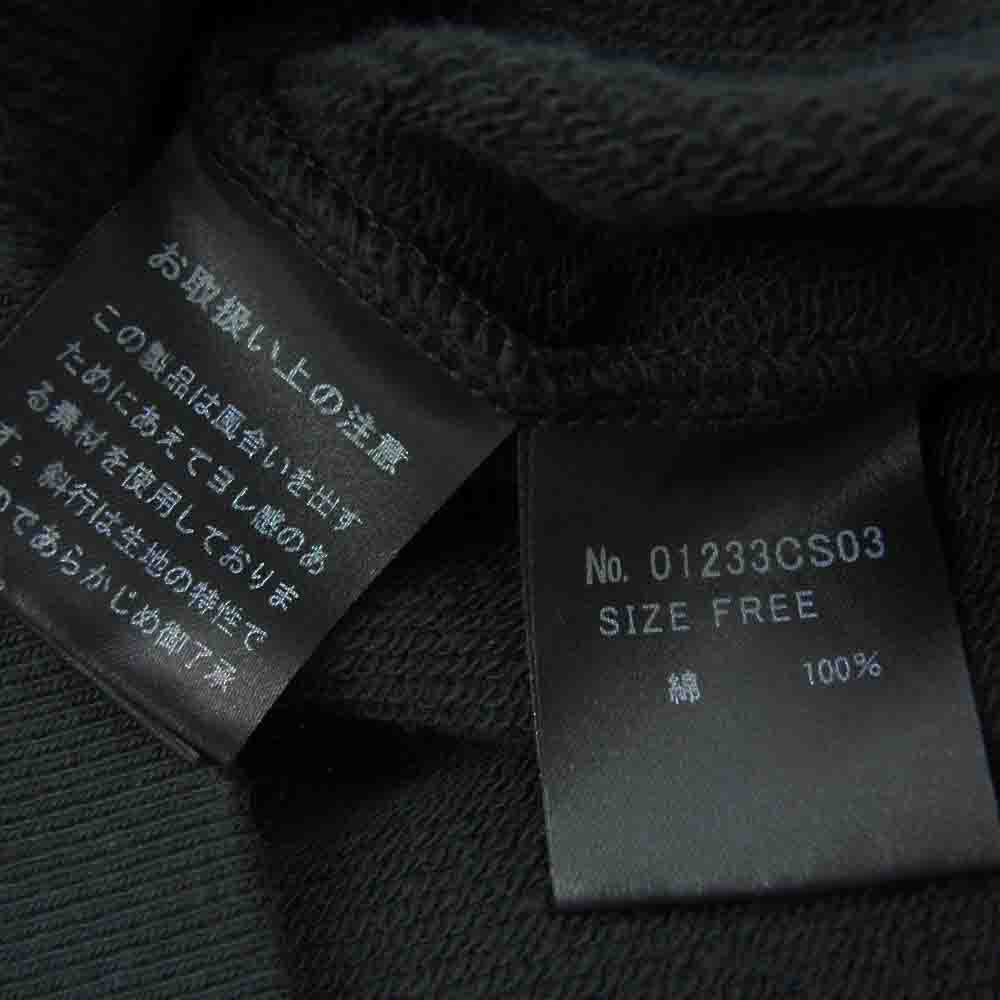 お取扱い上の注意
この製品は風合いを出す
ためにあえてヨレ感のあ
る素材を使用しておりま
す。斜行は生地の特性で
のであらかじめ御了承
No. 01233CS03
SIZE FREE
綿 100%